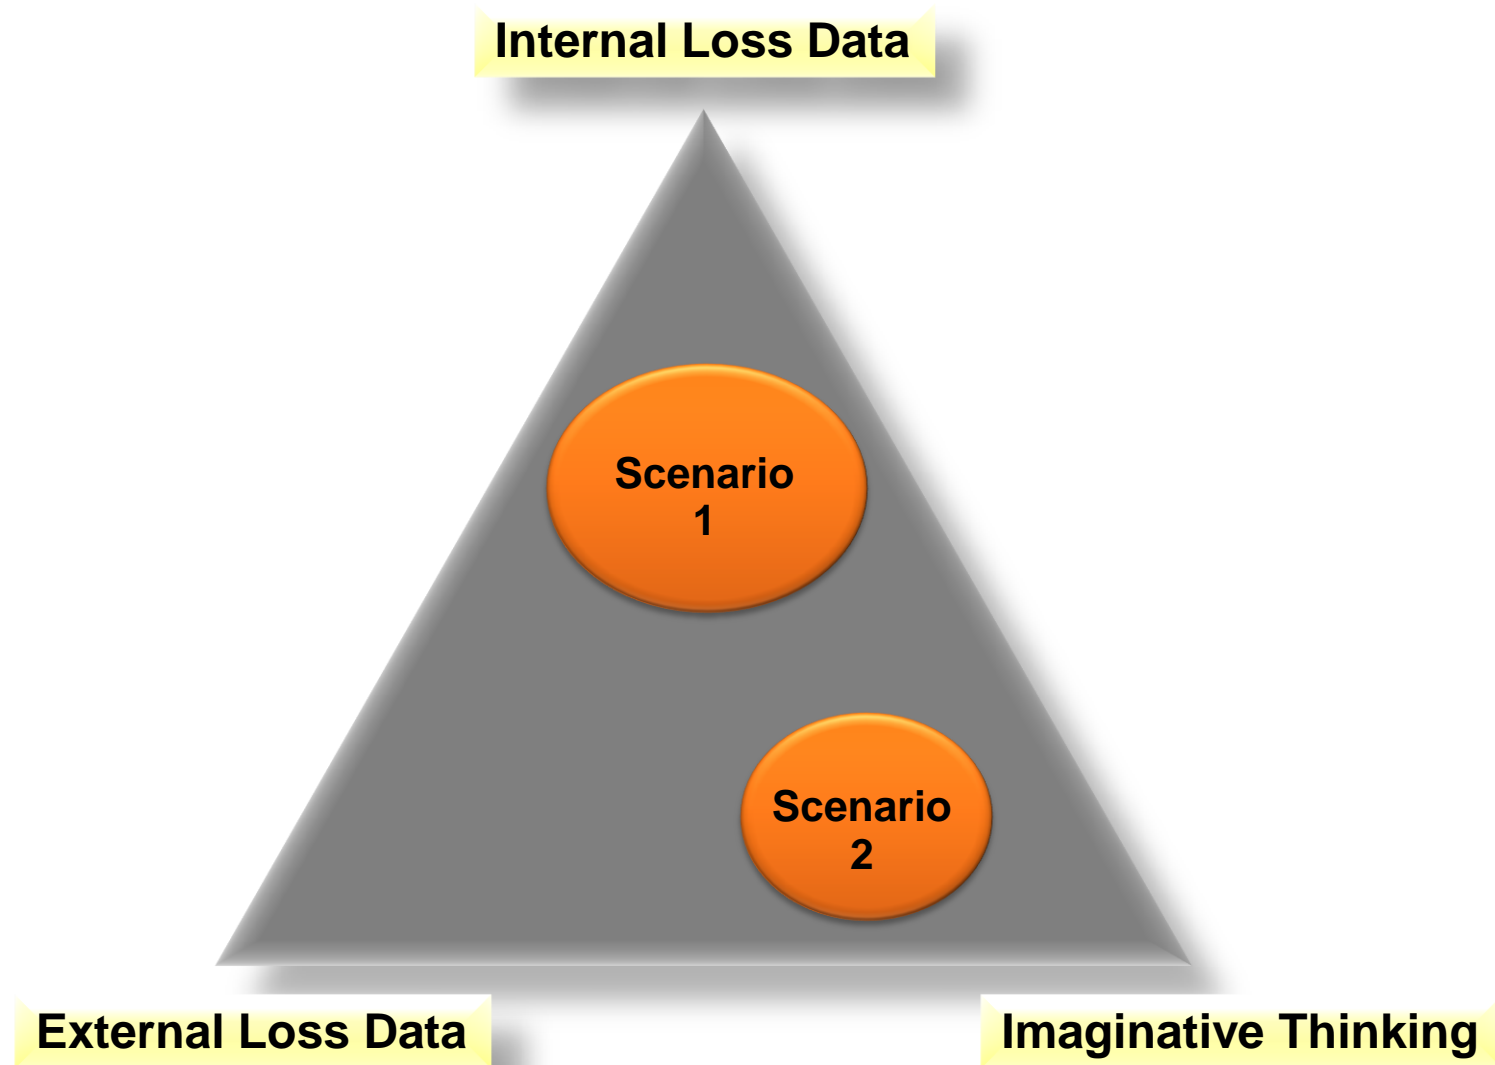 Internal Loss Data
Scenario
1
Scenario
2
External Loss Data
Imaginative Thinking